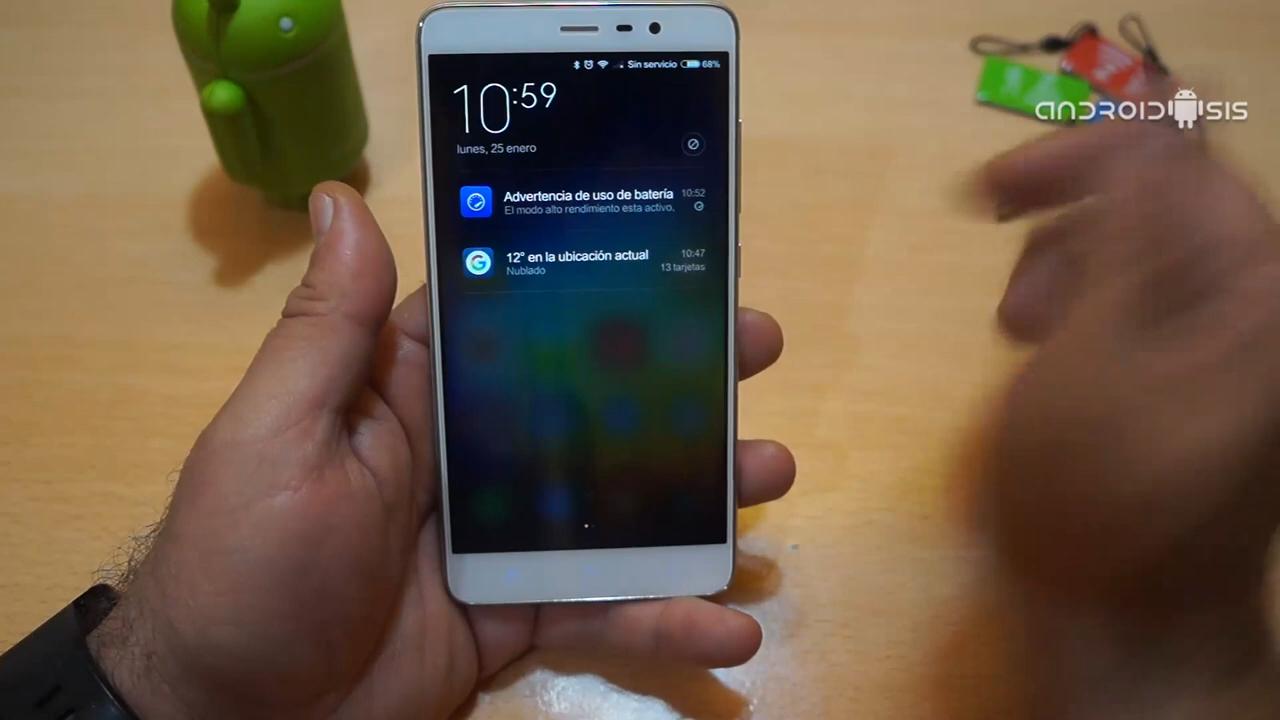 Sin servicio 68%
10:59
lunes, 25 enero
Advertencia de uso de batería 10:52
El modo alto rendimiento esta activo.
12° en la ubicación actual 10:47
Nublado 13 tarjetas
ANDROIDSIS